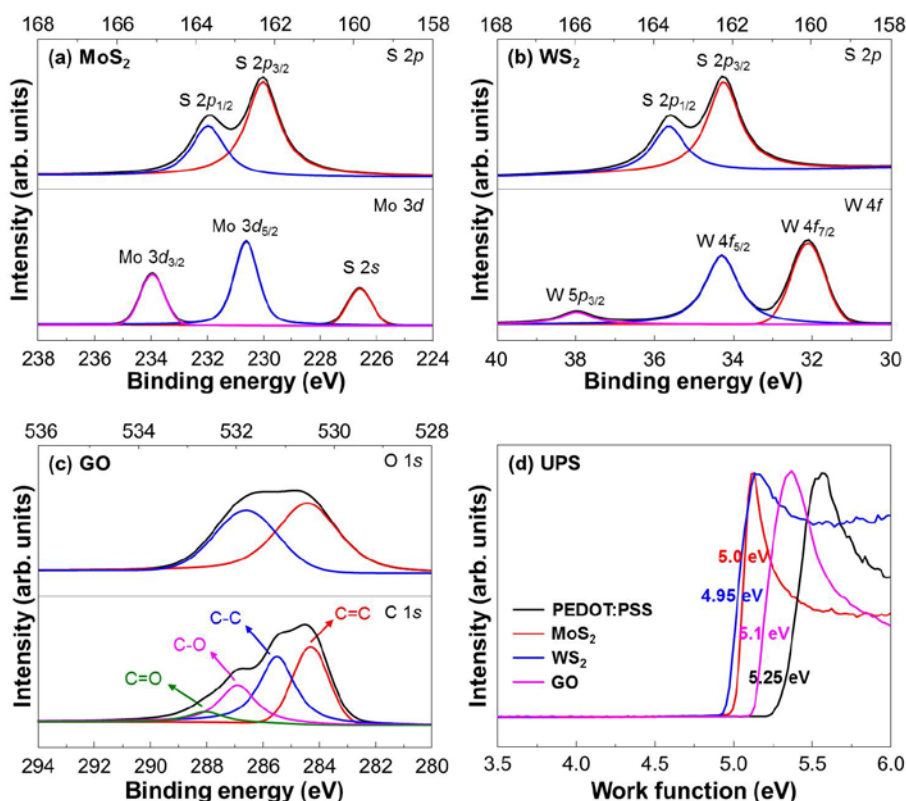 168 166 164 162 160 158
(a) MoS₂ S 2p
S 2p₃/₂
S 2p₁/₂
Mo 3d
Mo 3d₅/₂
Mo 3d₃/₂
S 2s
Intensity (arb. units)
238 236 234 232 230 228 226 224
Binding energy (eV)
168 166 164 162 160 158
(b) WS₂ S 2p
S 2p₃/₂
S 2p₁/₂
W 4f
W 4f₅/₂ W 4f₇/₂
W 5p₃/₂
Intensity (arb. units)
40 38 36 34 32 30
Binding energy (eV)
536 534 532 530 528
(c) GO O 1s
C 1s
C-C
C=C
C-O
C=O
Intensity (arb. units)
294 292 290 288 286 284 282 280
Binding energy (eV)
(d) UPS
5.0 eV
4.95 eV
5.1 eV
5.25 eV
PEDOT:PSS
MoS₂
WS₂
GO
Intensity (arb. units)
3.5 4.0 4.5 5.0 5.5 6.0
Work function (eV)